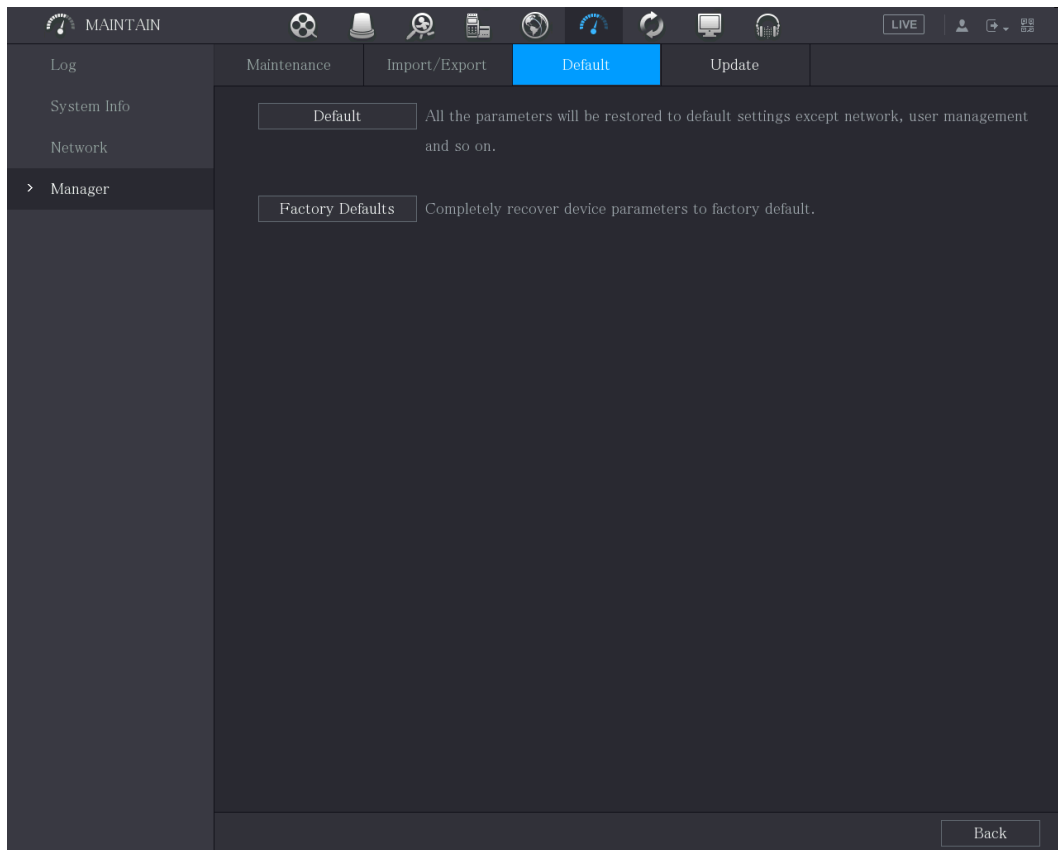 MAINTAIN
LIVE
Log
System Info
Network
Manager
Maintenance
Import/Export
Default
Update
Default
All the parameters will be restored to default settings except network, user management
and so on.
Factory Defaults
Completely recover device parameters to factory default.
Back